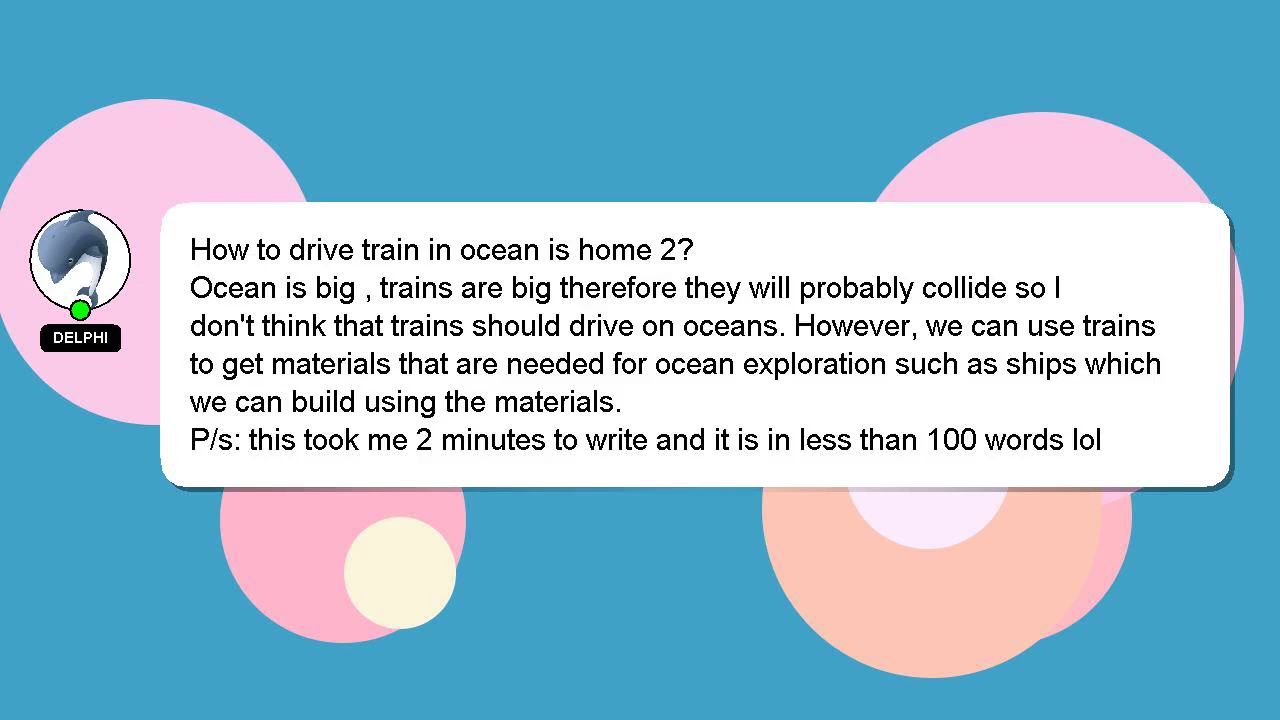 How to drive train in ocean is home 2?
Ocean is big , trains are big therefore they will probably collide so I
don't think that trains should drive on oceans. However, we can use trains
to get materials that are needed for ocean exploration such as ships which
we can build using the materials.
P/s: this took me 2 minutes to write and it is in less than 100 words lol
DELPHI